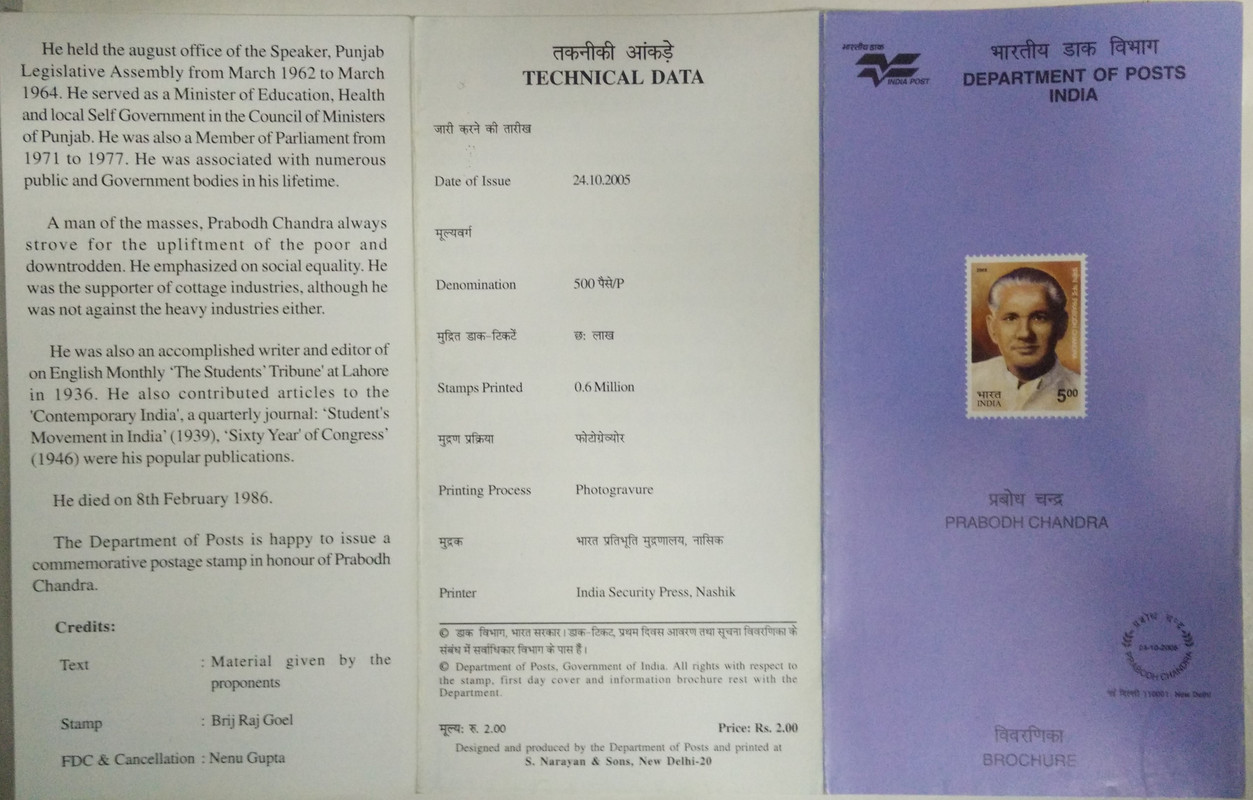 He held the august office of the Speaker, Punjab
Legislative Assembly from March 1962 to March
1964. He served as a Minister of Education, Health
and local Self Government in the Council of Ministers
of Punjab. He was also a Member of Parliament from
1971 to 1977. He was associated with numerous
public and Government bodies in his lifetime.
A man of the masses, Prabodh Chandra always
strove for the upliftment of the poor and
downtrodden. He emphasized on social equality. He
was the supporter of cottage industries, although he
was not against the heavy industries either.
He was also an accomplished writer and editor of
on English Monthly ‘The Students’ Tribune’ at Lahore
in 1936. He also contributed articles to the
'Contemporary India', a quarterly journal: ‘Student's
Movement in India’ (1939), ‘Sixty Year' of Congress’
(1946) were his popular publications.
He died on 8th February 1986.
The Department of Posts is happy to issue a
commemorative postage stamp in honour of Prabodh
Chandra.
Credits:
Text : Material given by the
proponents
Stamp : Brij Raj Goel
FDC & Cancellation : Nenu Gupta
तकनीकी आंकड़े
TECHNICAL DATA
जारी करने की तारीख
Date of Issue 24.10.2005
मूल्यवर्ग
Denomination 500 पैसे/P
मुद्रित डाक-टिकटें छ: लाख
Stamps Printed 0.6 Million
मुद्रण प्रक्रिया फोटोग्रेव्योर
Printing Process Photogravure
मुद्रक भारत प्रतिभूति मुद्रणालय, नासिक
Printer India Security Press, Nashik
© डाक विभाग, भारत सरकार। डाक-टिकट, प्रथम दिवस आवरण तथा सूचना विवरणिका के
संबंध में सर्वाधिकार विभाग के पास हैं।
© Department of Posts, Government of India. All rights with respect to
the stamp, first day cover and information brochure rest with the
Department.
मूल्य: रु. 2.00 Price: Rs. 2.00
Designed and produced by the Department of Posts and printed at
S. Narayan & Sons, New Delhi-20
भारतीय डाक
INDIA POST
भारतीय डाक विभाग
DEPARTMENT OF POSTS
INDIA
2005
प्रबोध चन्द्र PRABODH CHANDRA
भारत
INDIA
500
प्रबोध चन्द्र
PRABODH CHANDRA
प्रबोध चन्द्र
24-10-2005
PRABODH CHANDRA
नई दिल्ली 110001 New Delhi
विवरणिका
BROCHURE